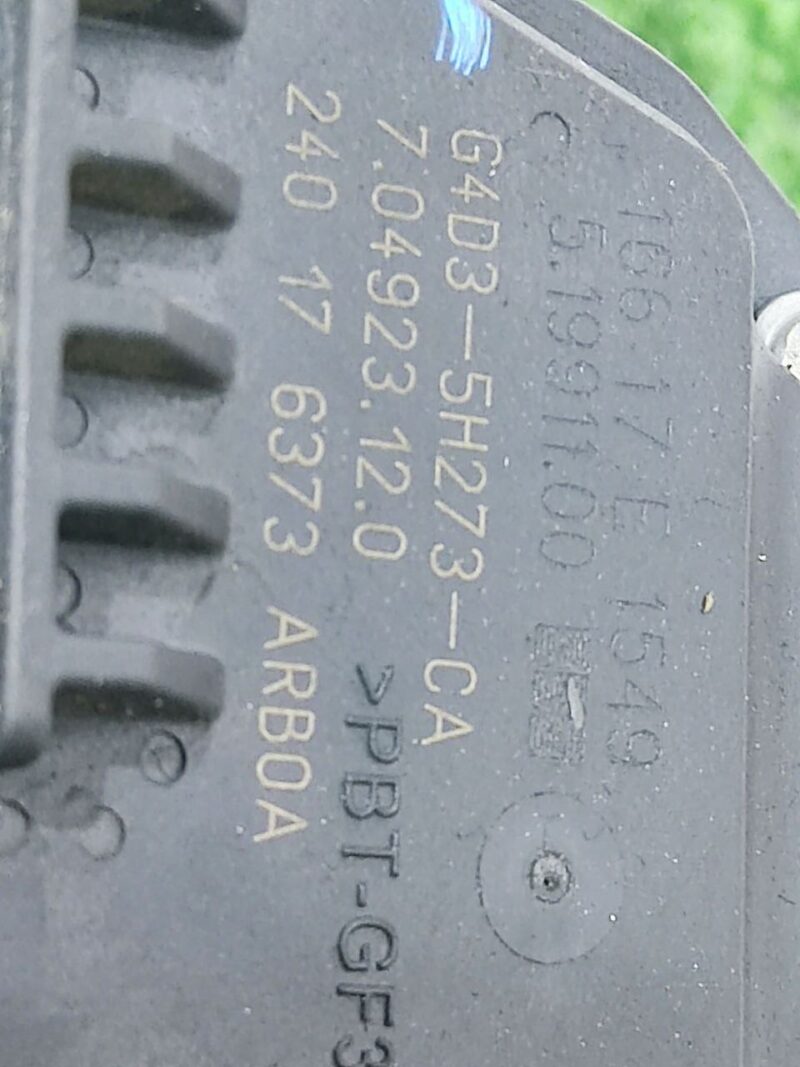 166 17 E 1549
C 5.19911.00
G4D3-5H273-CA
7.04923.12.0
240 17 6373 ARB0A
>PBT-GF3